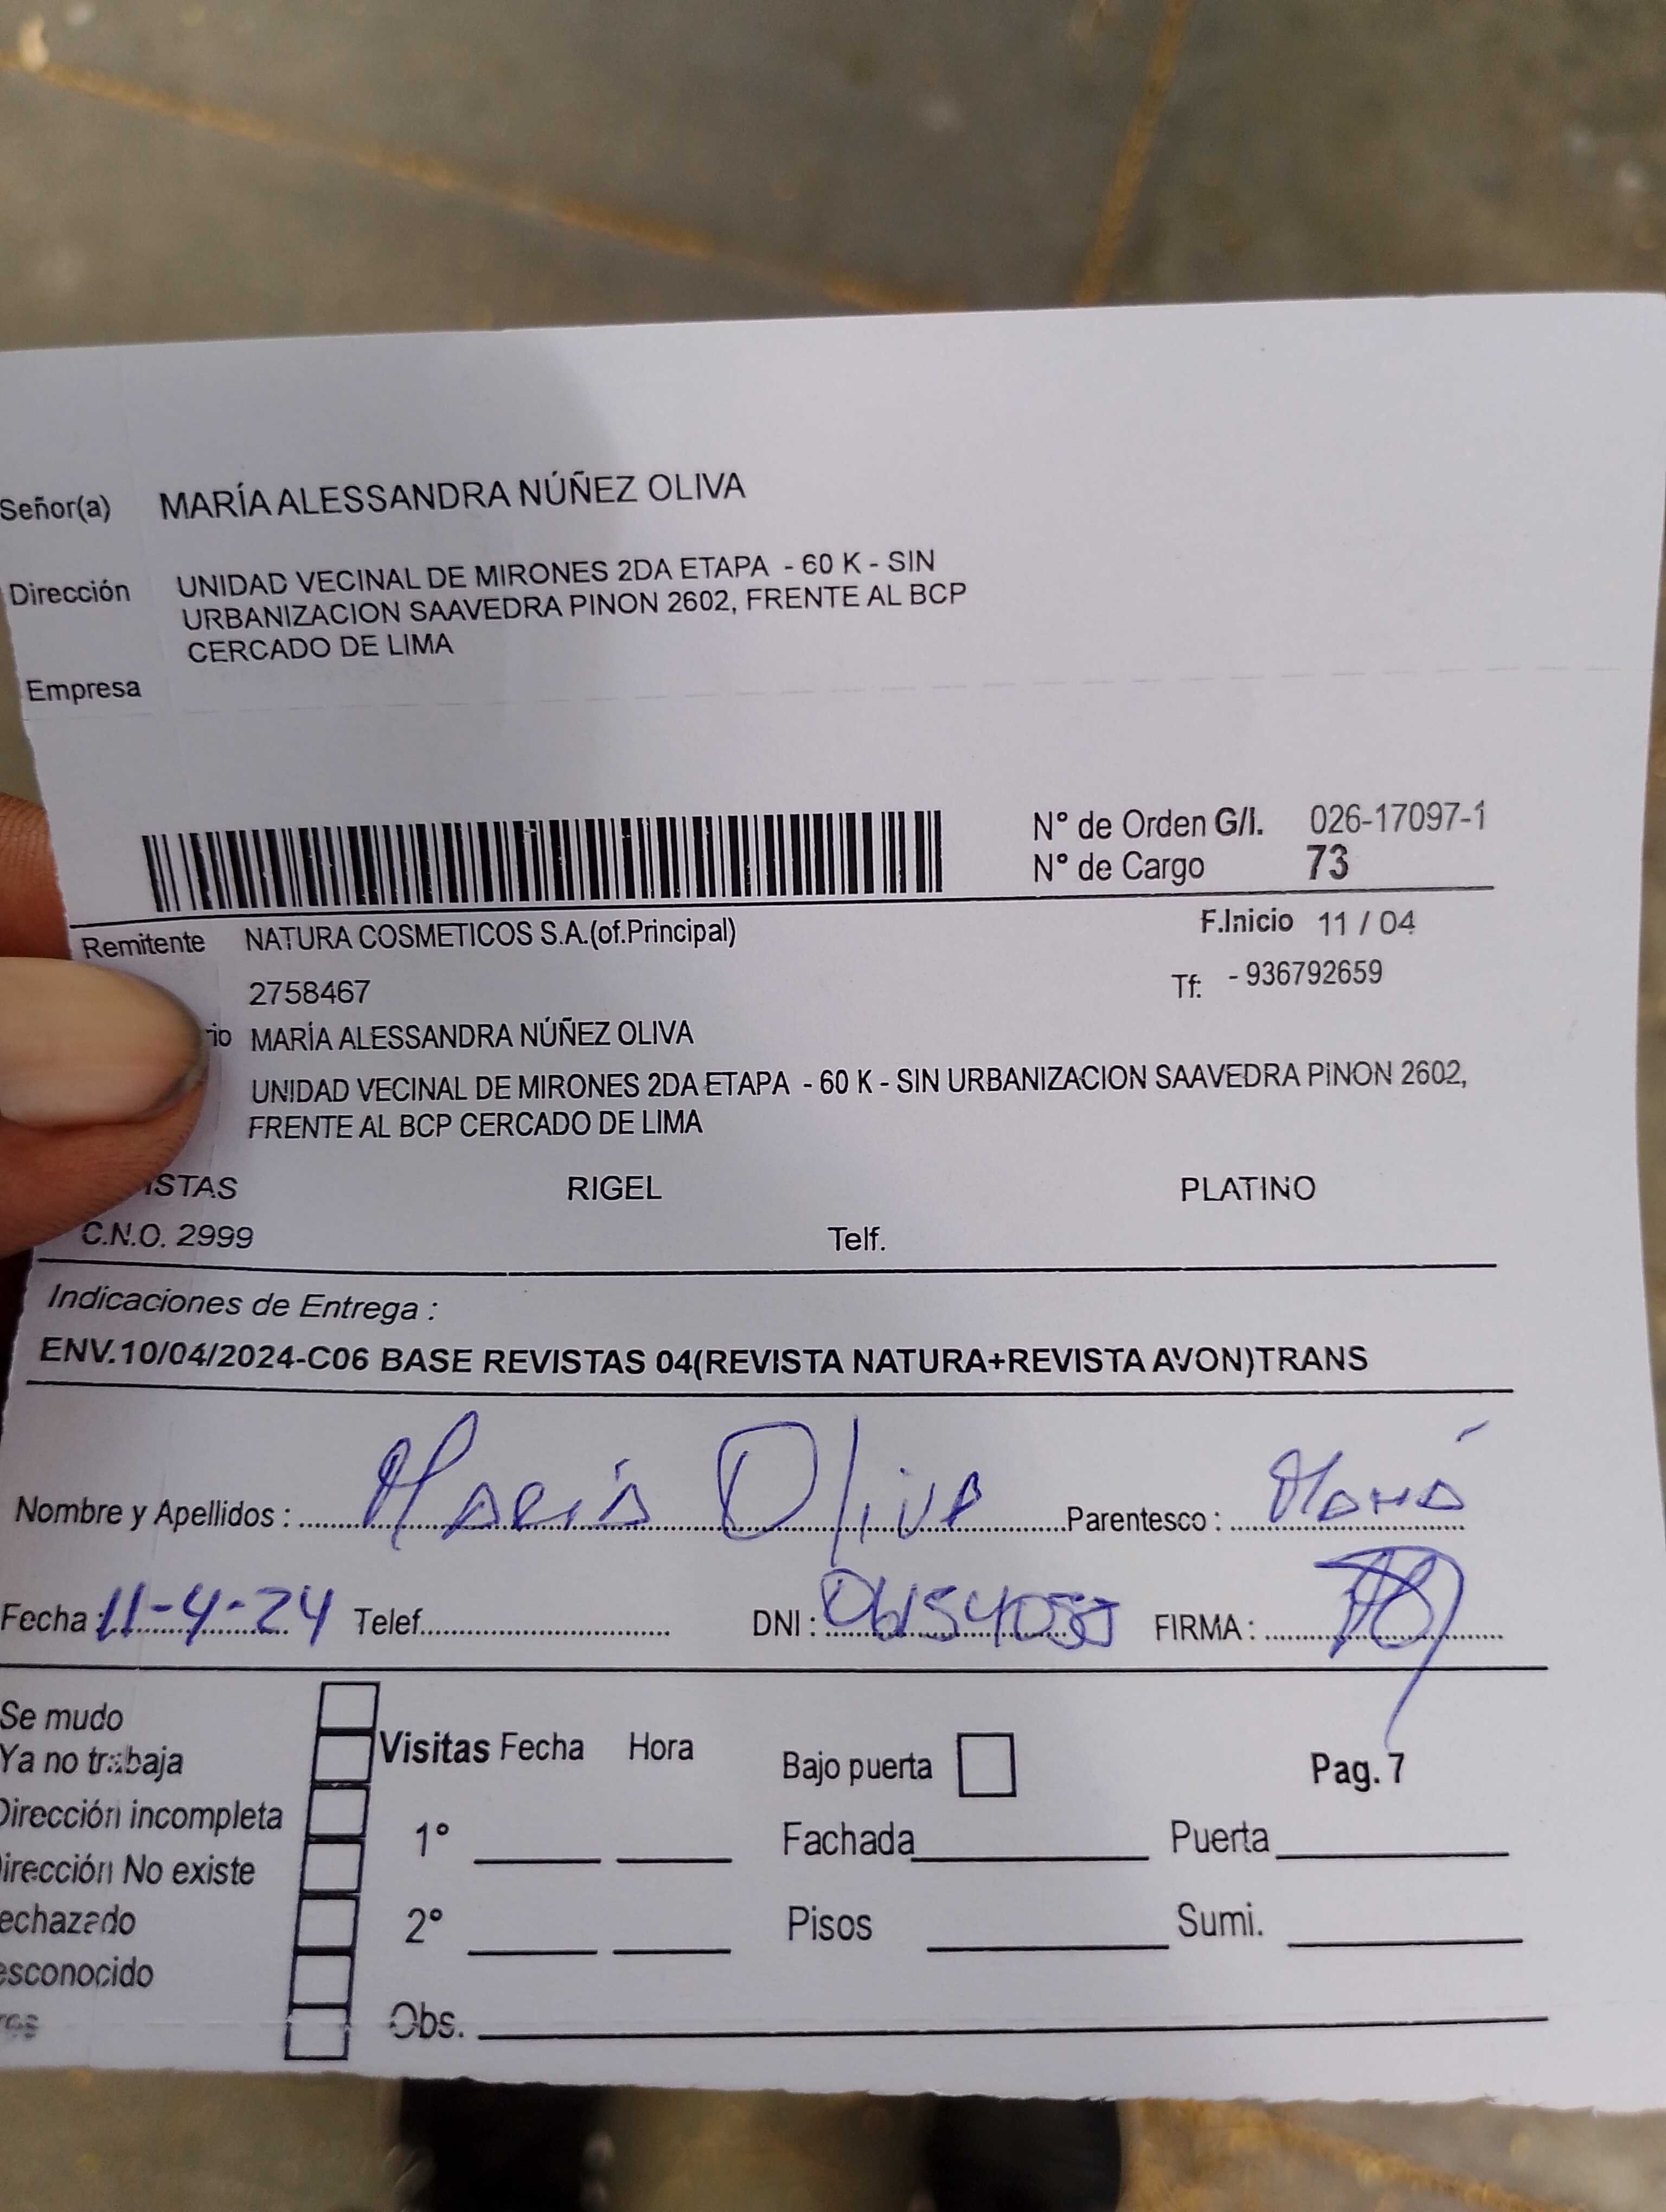 Señor(a) MARÍA ALESSANDRA NÚÑEZ OLIVA
Dirección UNIDAD VECINAL DE MIRONES 2DA ETAPA - 60 K - SIN
URBANIZACION SAAVEDRA PINON 2602, FRENTE AL BCP
CERCADO DE LIMA
Empresa
N° de Orden G/I. 026-17097-1
N° de Cargo 73
Remitente NATURA COSMETICOS S.A.(of.Principal) F.Inicio 11 / 04
2758467 Tf: - 936792659
rio MARÍA ALESSANDRA NÚÑEZ OLIVA
UNIDAD VECINAL DE MIRONES 2DA ETAPA - 60 K - SIN URBANIZACION SAAVEDRA PINON 2602,
FRENTE AL BCP CERCADO DE LIMA
ISTAS RIGEL PLATINO
C.N.O. 2999 Telf.
Indicaciones de Entrega :
ENV.10/04/2024-C06 BASE REVISTAS 04(REVISTA NATURA+REVISTA AVON)TRANS
Nombre y Apellidos : María Oliva Parentesco : Mamá
Fecha : 11-4-24 Telef. DNI : FIRMA :
Se mudo
Ya no trabaja Visitas Fecha Hora Bajo puerta Pag. 7
Dirección incompleta 1° Fachada Puerta
irección No existe
echazado 2° Pisos Sumi.
esconocido
Obs.